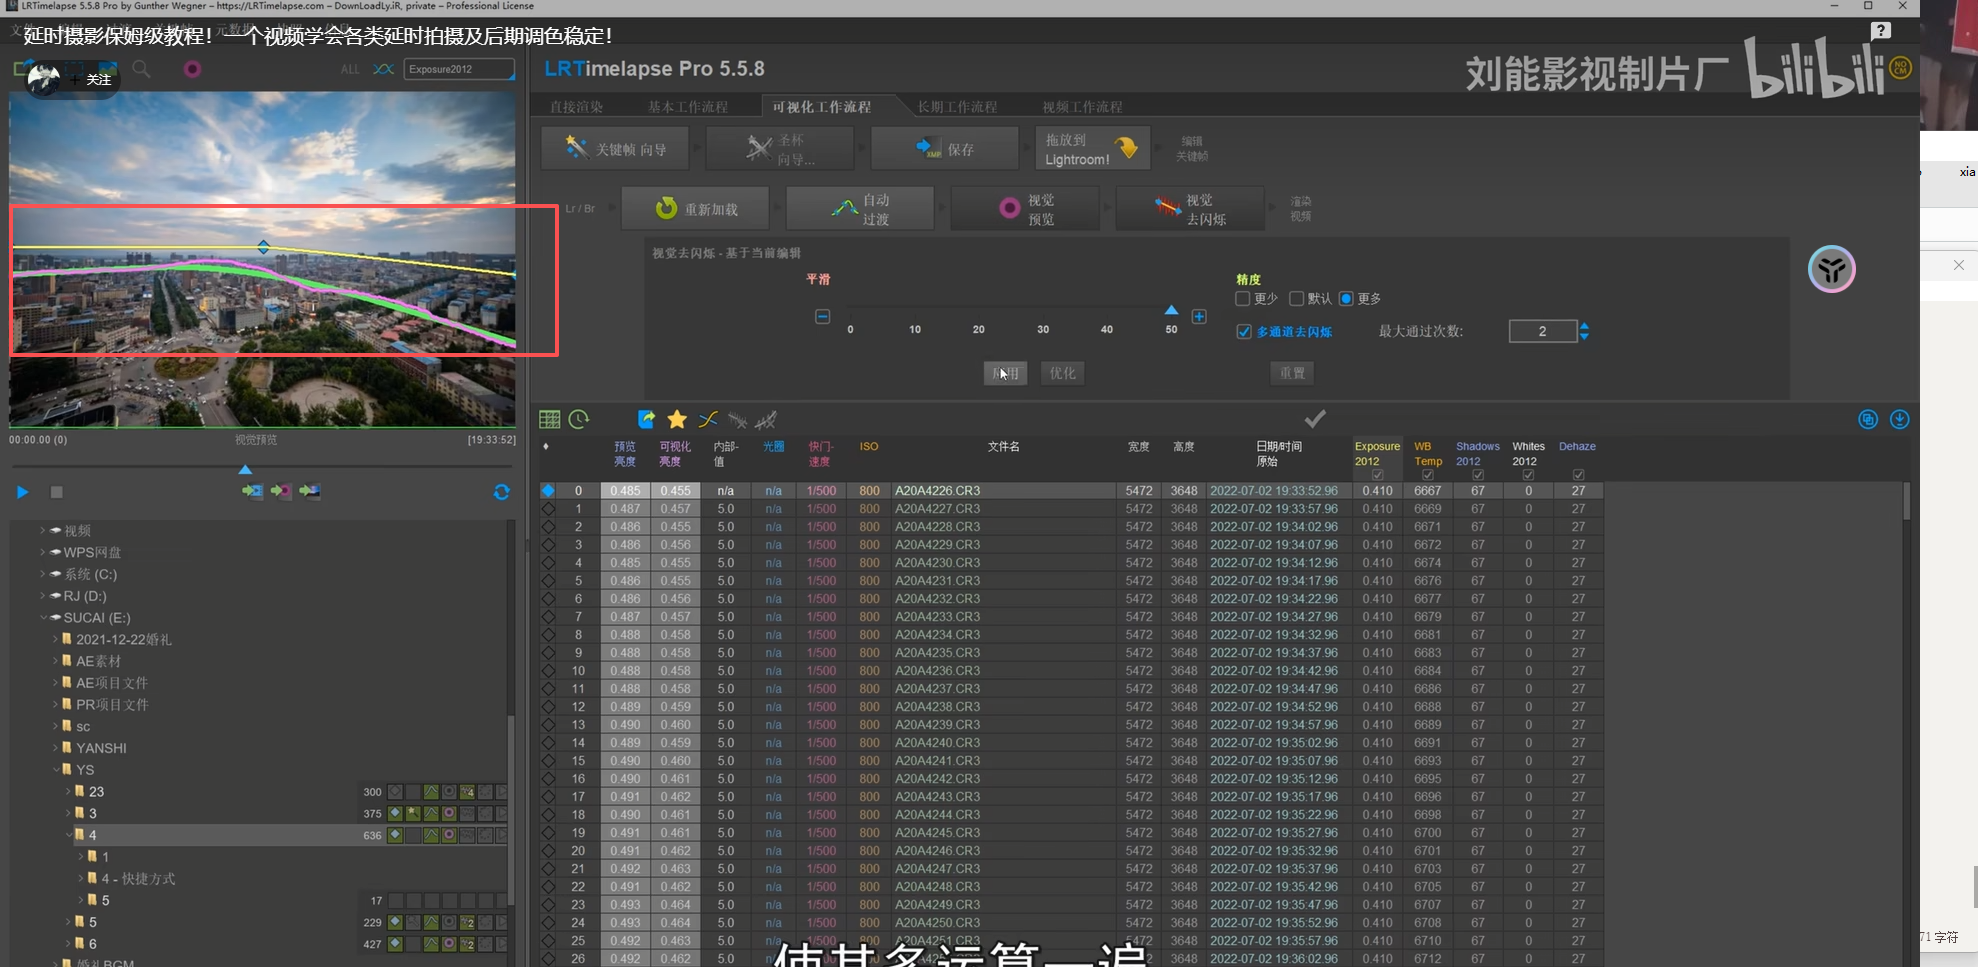 LRTimelapse 5.5.8 Pro by Gunther Wegner – https://LRTimelapse.com – DownLoadLy.iR, private – Professional License
延时摄影保姆级教程！一个视频学会各类延时拍摄及后期调色稳定！
+ 关注
ALL
Exposure2012
LRTimelapse Pro 5.5.8
刘能影视制片厂 bilibili
直接渲染 基本工作流程 可视化工作流程 长期工作流程 视频工作流程
关键帧 向导
圣杯
向导...
保存
拖放到
Lightroom!
编辑
关键帧
Lr / Br
重新加载
自动
过渡
视觉
预览
视觉
去闪烁
渲染
视频
视觉去闪烁 - 基于当前编辑
平滑
0 10 20 30 40 50
精度
更少 默认 更多
多通道去闪烁 最大通过次数: 2
应用 优化 重置
00:00.00 (0) 视觉预览 [19:33:52]
视频
WPS网盘
系统 (C:)
RJ (D:)
SUCAI (E:)
2021-12-22婚礼
AE素材
AE项目文件
PR项目文件
sc
YANSHI
YS
23 300 4
3 375
4 636
1
4 - 快捷方式
5 17
5 229 2
6 427 2
婚礼BGM
预览亮度 可视化亮度 内部-值 光圈 快门-速度 ISO 文件名 宽度 高度 日期/时间原始 Exposure2012 WB Temp Shadows2012 Whites2012 Dehaze
0 0.485 0.455 n/a n/a 1/500 800 A20A4226.CR3 5472 3648 2022-07-02 19:33:52.96 0.410 6667 67 0 27
1 0.487 0.457 5.0 n/a 1/500 800 A20A4227.CR3 5472 3648 2022-07-02 19:33:57.96 0.410 6669 67 0 27
2 0.486 0.455 5.0 n/a 1/500 800 A20A4228.CR3 5472 3648 2022-07-02 19:34:02.96 0.410 6671 67 0 27
3 0.486 0.456 5.0 n/a 1/500 800 A20A4229.CR3 5472 3648 2022-07-02 19:34:07.96 0.410 6672 67 0 27
4 0.485 0.455 5.0 n/a 1/500 800 A20A4230.CR3 5472 3648 2022-07-02 19:34:12.96 0.410 6674 67 0 27
5 0.486 0.455 5.0 n/a 1/500 800 A20A4231.CR3 5472 3648 2022-07-02 19:34:17.96 0.410 6676 67 0 27
6 0.486 0.456 5.0 n/a 1/500 800 A20A4232.CR3 5472 3648 2022-07-02 19:34:22.96 0.410 6677 67 0 27
7 0.487 0.457 5.0 n/a 1/500 800 A20A4233.CR3 5472 3648 2022-07-02 19:34:27.96 0.410 6679 67 0 27
8 0.488 0.458 5.0 n/a 1/500 800 A20A4234.CR3 5472 3648 2022-07-02 19:34:32.96 0.410 6681 67 0 27
9 0.488 0.458 5.0 n/a 1/500 800 A20A4235.CR3 5472 3648 2022-07-02 19:34:37.96 0.410 6683 67 0 27
10 0.488 0.458 5.0 n/a 1/500 800 A20A4236.CR3 5472 3648 2022-07-02 19:34:42.96 0.410 6684 67 0 27
11 0.488 0.458 5.0 n/a 1/500 800 A20A4237.CR3 5472 3648 2022-07-02 19:34:47.96 0.410 6686 67 0 27
12 0.489 0.459 5.0 n/a 1/500 800 A20A4238.CR3 5472 3648 2022-07-02 19:34:52.96 0.410 6688 67 0 27
13 0.490 0.460 5.0 n/a 1/500 800 A20A4239.CR3 5472 3648 2022-07-02 19:34:57.96 0.410 6689 67 0 27
14 0.489 0.459 5.0 n/a 1/500 800 A20A4240.CR3 5472 3648 2022-07-02 19:35:02.96 0.410 6691 67 0 27
15 0.490 0.460 5.0 n/a 1/500 800 A20A4241.CR3 5472 3648 2022-07-02 19:35:07.96 0.410 6693 67 0 27
16 0.490 0.461 5.0 n/a 1/500 800 A20A4242.CR3 5472 3648 2022-07-02 19:35:12.96 0.410 6695 67 0 27
17 0.491 0.462 5.0 n/a 1/500 800 A20A4243.CR3 5472 3648 2022-07-02 19:35:17.96 0.410 6696 67 0 27
18 0.490 0.461 5.0 n/a 1/500 800 A20A4244.CR3 5472 3648 2022-07-02 19:35:22.96 0.410 6698 67 0 27
19 0.491 0.461 5.0 n/a 1/500 800 A20A4245.CR3 5472 3648 2022-07-02 19:35:27.96 0.410 6700 67 0 27
20 0.491 0.462 5.0 n/a 1/500 800 A20A4246.CR3 5472 3648 2022-07-02 19:35:32.96 0.410 6701 67 0 27
21 0.492 0.463 5.0 n/a 1/500 800 A20A4247.CR3 5472 3648 2022-07-02 19:35:37.96 0.410 6703 67 0 27
22 0.491 0.462 5.0 n/a 1/500 800 A20A4248.CR3 5472 3648 2022-07-02 19:35:42.96 0.410 6705 67 0 27
23 0.493 0.464 5.0 n/a 1/500 800 A20A4249.CR3 5472 3648 2022-07-02 19:35:47.96 0.410 6707 67 0 27
24 0.493 0.464 5.0 n/a 1/500 800 A20A4250.CR3 5472 3648 2022-07-02 19:35:52.96 0.410 6708 67 0 27
25 0.492 0.463 5.0 n/a 1/500 800 A20A4251.CR3 5472 3648 2022-07-02 19:35:57.96 0.410 6710 67 0 27
26 0.492 0.462 5.0 n/a 5472 3648 2022-07-02 19:36:02.96 0.410 6712 67 0 27
使其多运算一遍
xia
71 字符